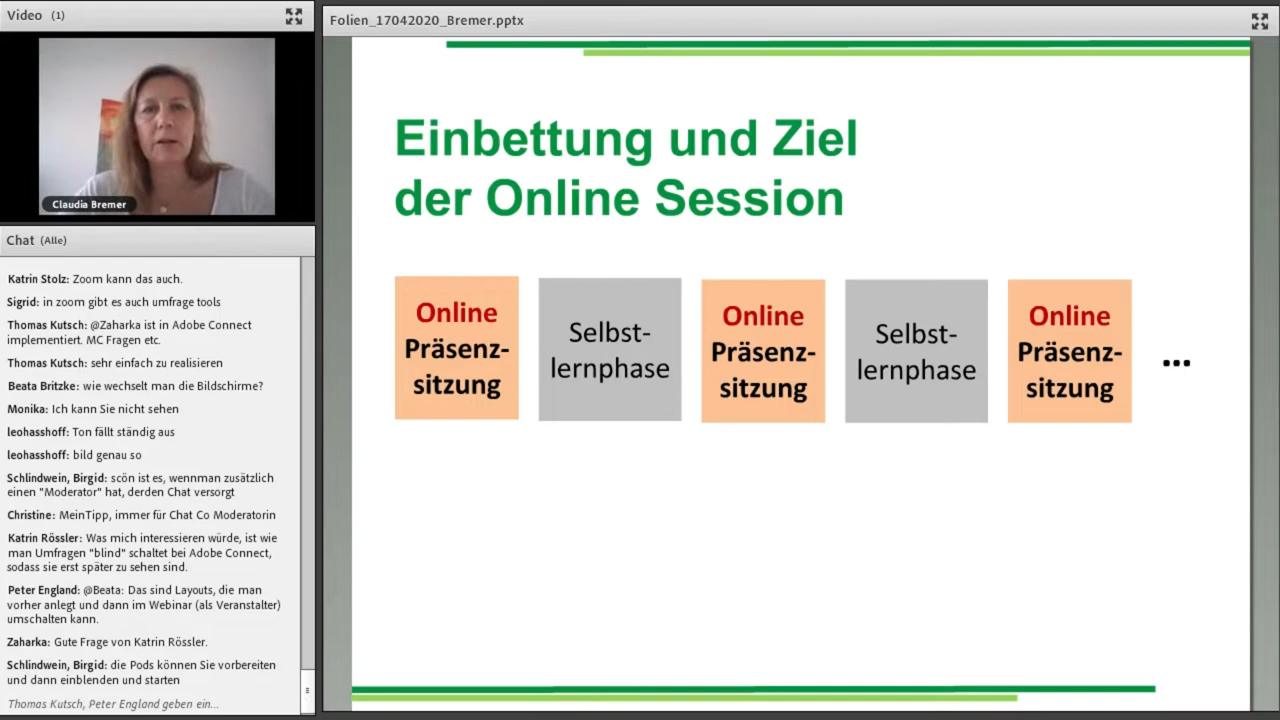 Video (1)
Claudia Bremer
Chat (Alle)
Katrin Stolz: Zoom kann das auch.
Sigrid: in zoom gibt es auch umfrage tools
Thomas Kutsch: @Zaharka ist in Adobe Connect
implementiert. MC Fragen etc.
Thomas Kutsch: sehr einfach zu realisieren
Beata Britzke: wie wechselt man die Bildschirme?
Monika: Ich kann Sie nicht sehen
leohasshoff: Ton fällt ständig aus
leohasshoff: bild genau so
Schlindwein, Birgid: scön ist es, wennman zusätzlich
einen "Moderator" hat, derden Chat versorgt
Christine: MeinTipp, immer für Chat Co Moderatorin
Katrin Rössler: Was mich interessieren würde, ist wie
man Umfragen "blind" schaltet bei Adobe Connect,
sodass sie erst später zu sehen sind.
Peter England: @Beata: Das sind Layouts, die man
vorher anlegt und dann im Webinar (als Veranstalter)
umschalten kann.
Zaharka: Gute Frage von Katrin Rössler.
Schlindwein, Birgid: die Pods können Sie vorbereiten
und dann einblenden und starten
Thomas Kutsch, Peter England geben ein...
Folien_17042020_Bremer.pptx
Einbettung und Ziel
der Online Session
Online
Präsenz-
sitzung
Selbst-
lernphase
Online
Präsenz-
sitzung
Selbst-
lernphase
Online
Präsenz-
sitzung
...